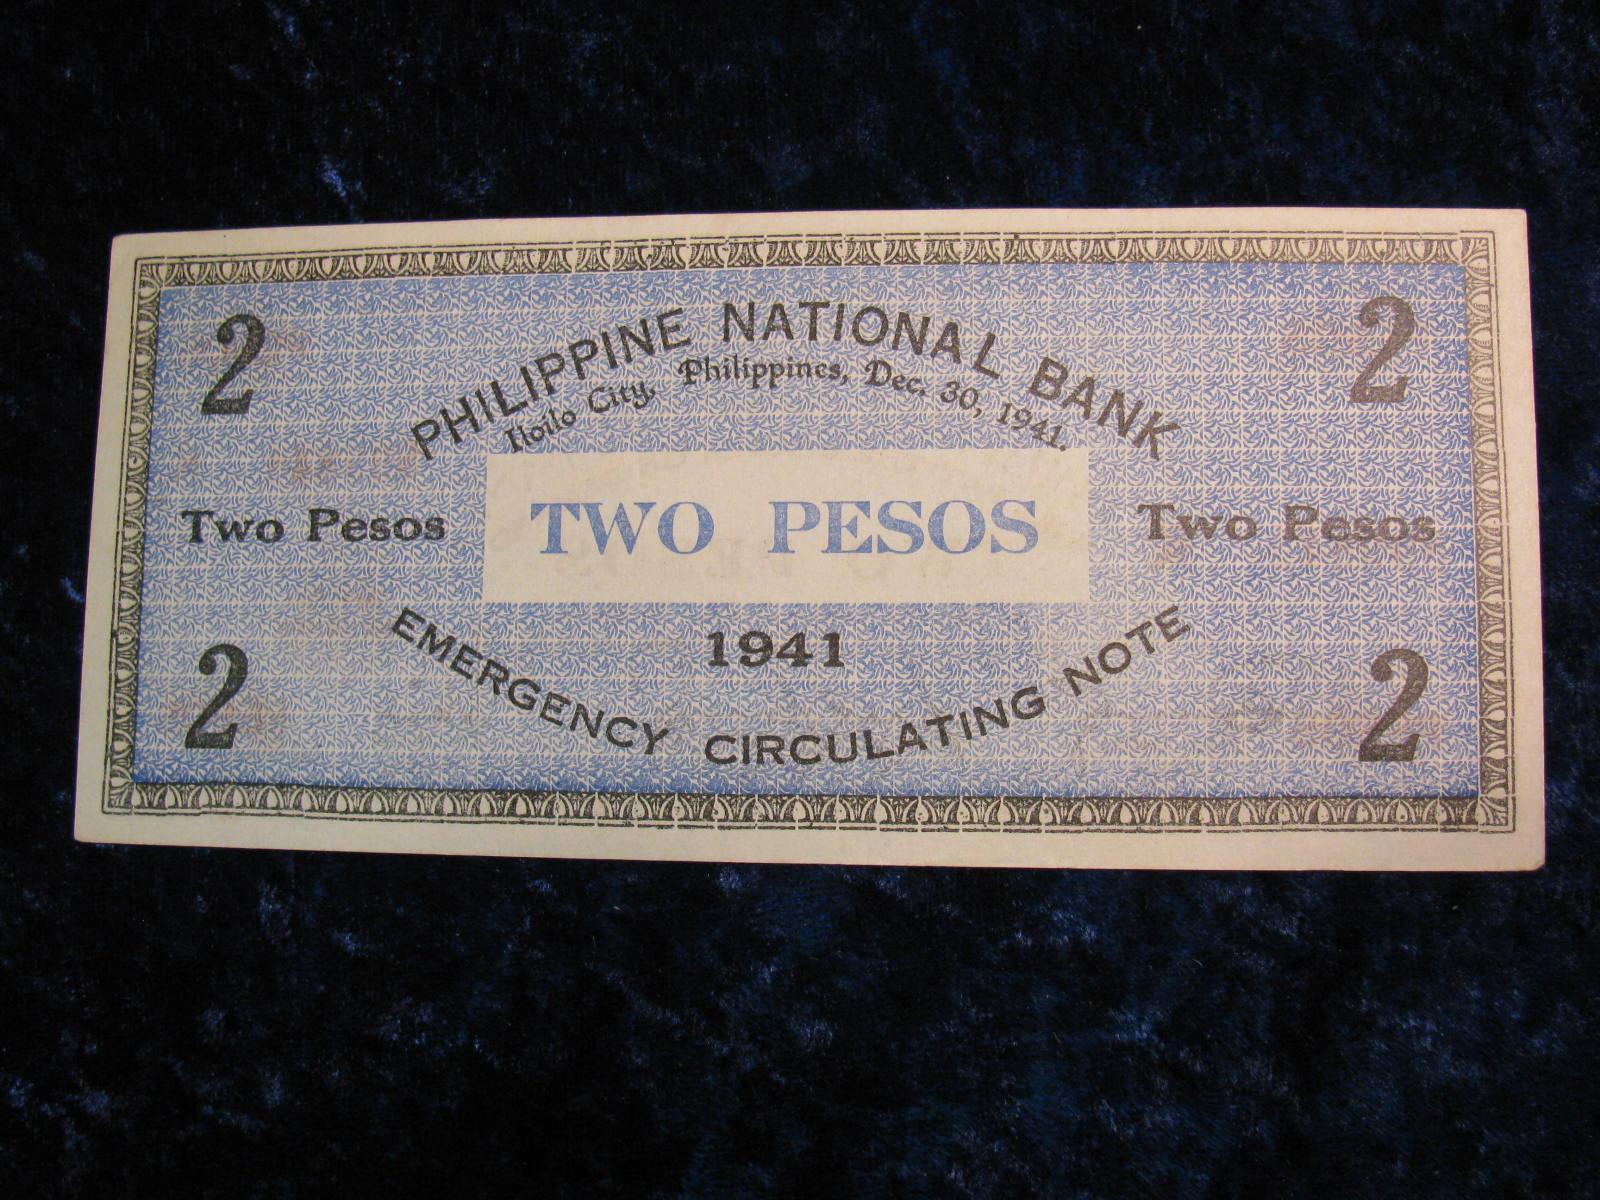 2 2
PHILIPPINE NATIONAL BANK
Iloilo City, Philippines, Dec. 30, 1941.
Two Pesos TWO PESOS Two Pesos
1941
EMERGENCY CIRCULATING NOTE
2 2